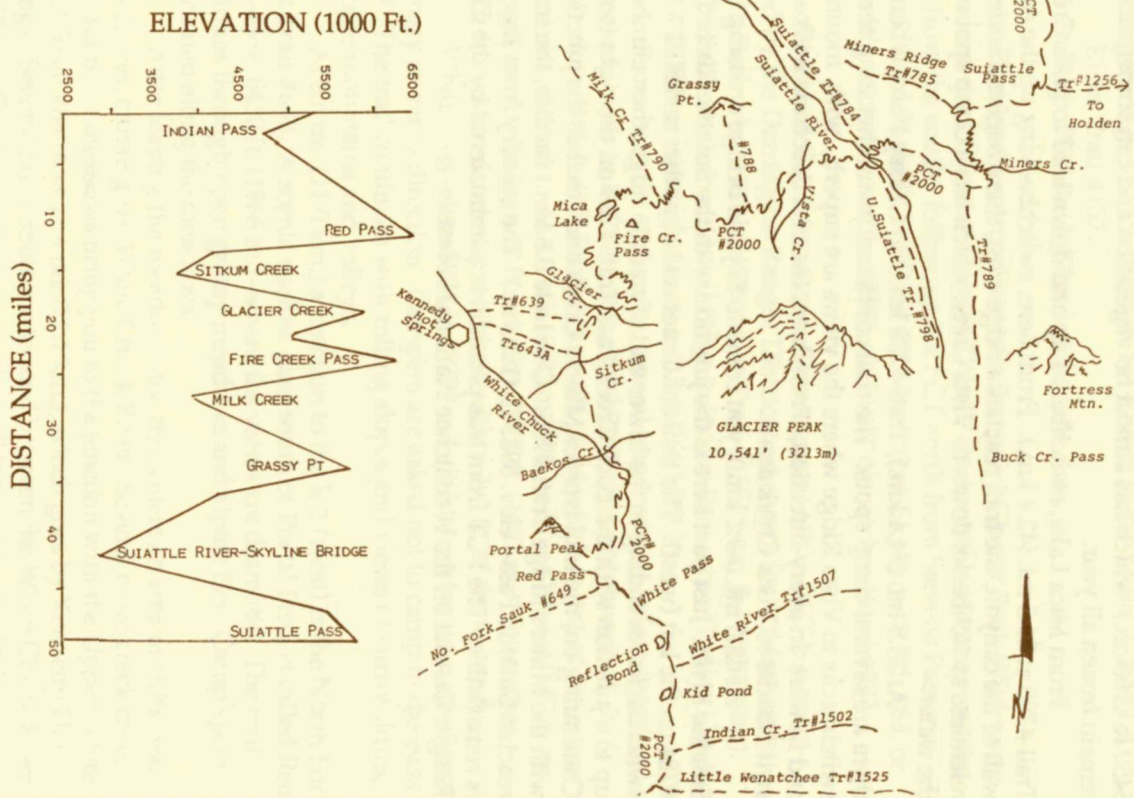 ELEVATION (1000 Ft.)
2500
3500
4500
5500
6500
DISTANCE (miles)
10
20
30
40
50
INDIAN PASS
RED PASS
SITKUM CREEK
GLACIER CREEK
FIRE CREEK PASS
MILK CREEK
GRASSY PT
SUIATTLE RIVER-SKYLINE BRIDGE
SUIATTLE PASS
PCT
#2000
Suiattle Tr#784
Suiattle River
Miners Ridge
Tr#785
Suiattle
Pass
Tr#1256
To
Holden
Milk Cr. Tr#790
Grassy
Pt.
#788
PCT
#2000
Miners Cr.
Mica
Lake
Fire Cr.
Pass
PCT
#2000
Vista Cr.
U.Suiattle Tr.#798
Tr#789
Glacier
Cr.
Kennedy
Hot
Springs
Tr#639
Tr643A
Sitkum
Cr.
White Chuck
River
GLACIER PEAK
10,541' (3213m)
Fortress
Mtn.
Buck Cr. Pass
Baekos Cr
PCT#
2000
Portal Peak
Red Pass
White Pass
No. Fork Sauk #649
White River Tr#1507
Reflection
Pond
Kid Pond
PCT
#2000
Indian Cr, Tr#1502
Little Wenatchee Tr#1525
N